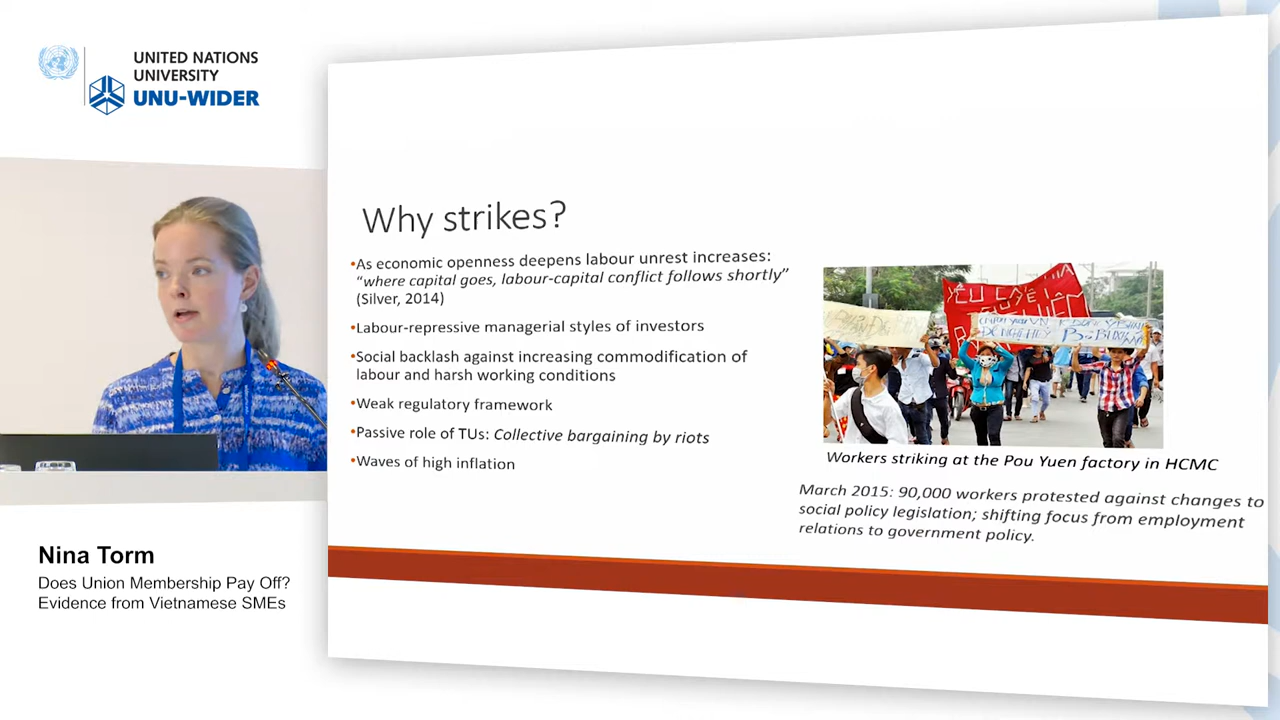 UNITED NATIONS
UNIVERSITY
UNU-WIDER
Why strikes?
•As economic openness deepens labour unrest increases:
“where capital goes, labour-capital conflict follows shortly”
(Silver, 2014)
•Labour-repressive managerial styles of investors
•Social backlash against increasing commodification of
labour and harsh working conditions
•Weak regulatory framework
•Passive role of TUs: Collective bargaining by riots
•Waves of high inflation
YÊU CẦU
Workers striking at the Pou Yuen factory in HCMC
March 2015: 90,000 workers protested against changes to
social policy legislation; shifting focus from employment
relations to government policy.
Nina Torm
Does Union Membership Pay Off?
Evidence from Vietnamese SMEs